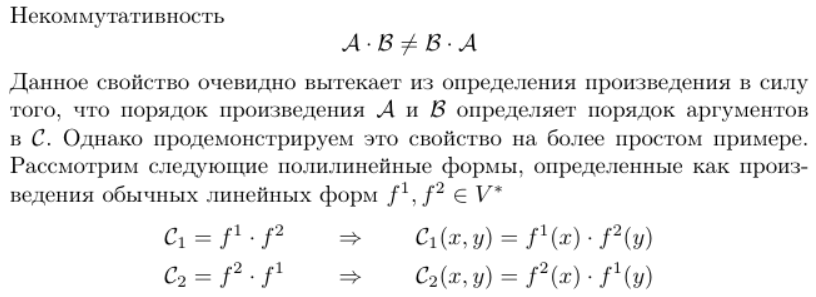 Некоммутативность
𝒜 · ℬ ≠ ℬ · 𝒜
Данное свойство очевидно вытекает из определения произведения в силу
того, что порядок произведения 𝒜 и ℬ определяет порядок аргументов
в 𝒞. Однако продемонстрируем это свойство на более простом примере.
Рассмотрим следующие полилинейные формы, определенные как произ-
ведения обычных линейных форм f¹, f² ∈ V*
𝒞₁ = f¹ · f² ⇒ 𝒞₁(x, y) = f¹(x) · f²(y)
𝒞₂ = f² · f¹ ⇒ 𝒞₂(x, y) = f²(x) · f¹(y)